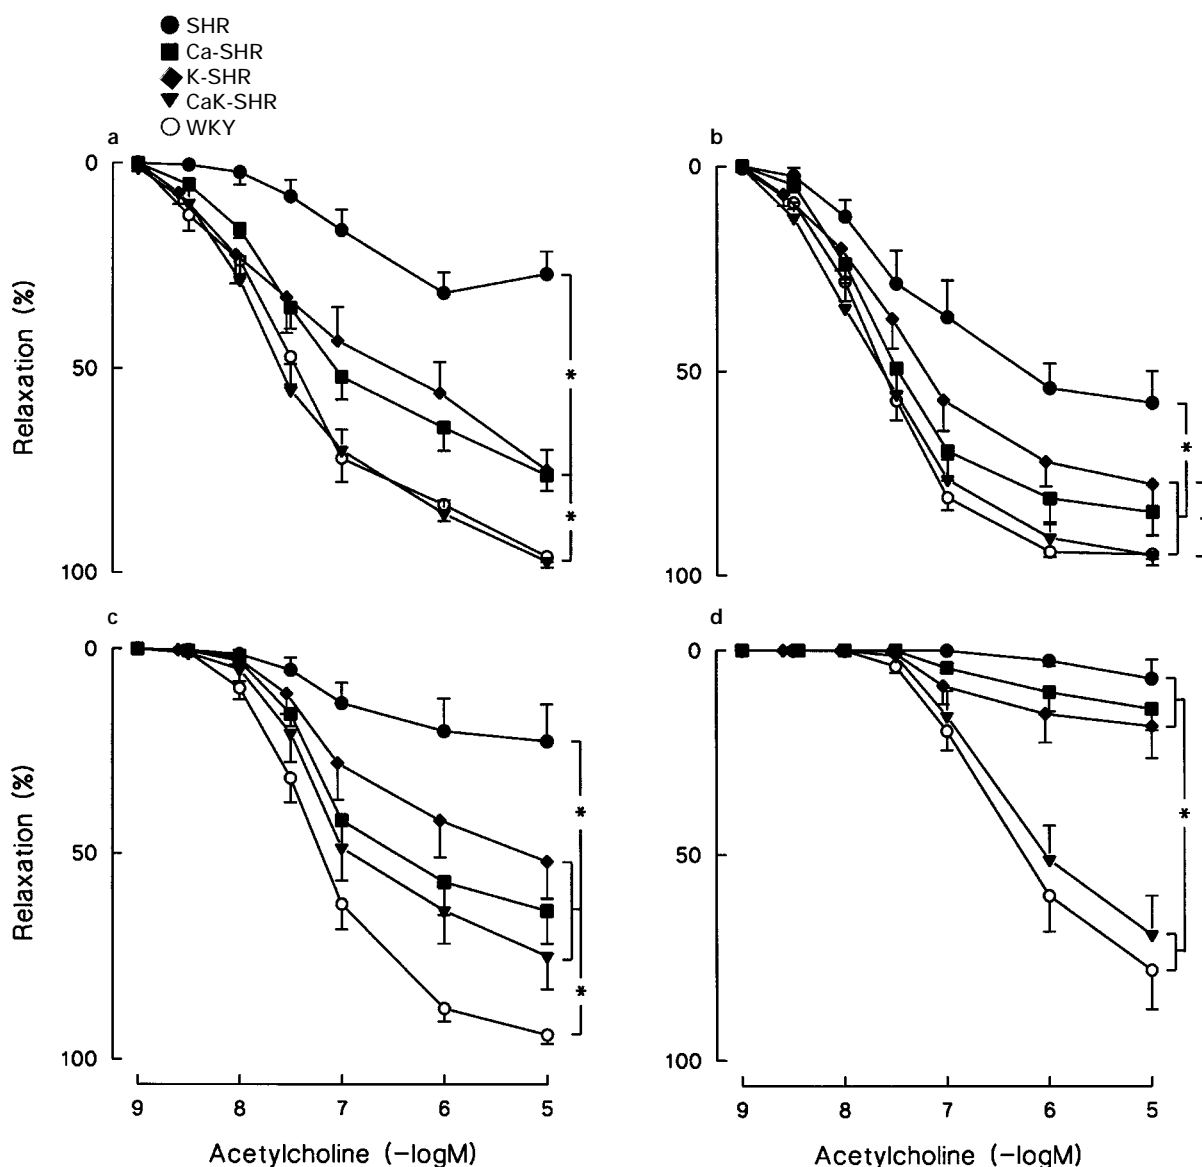 SHR
Ca-SHR
K-SHR
CaK-SHR
WKY
a
0
50
100
Relaxation (%)
*
*
b
0
50
100
*
c
0
50
100
Relaxation (%)
*
*
9 8 7 6 5
Acetylcholine (-logM)
d
0
50
100
*
9 8 7 6 5
Acetylcholine (-logM)